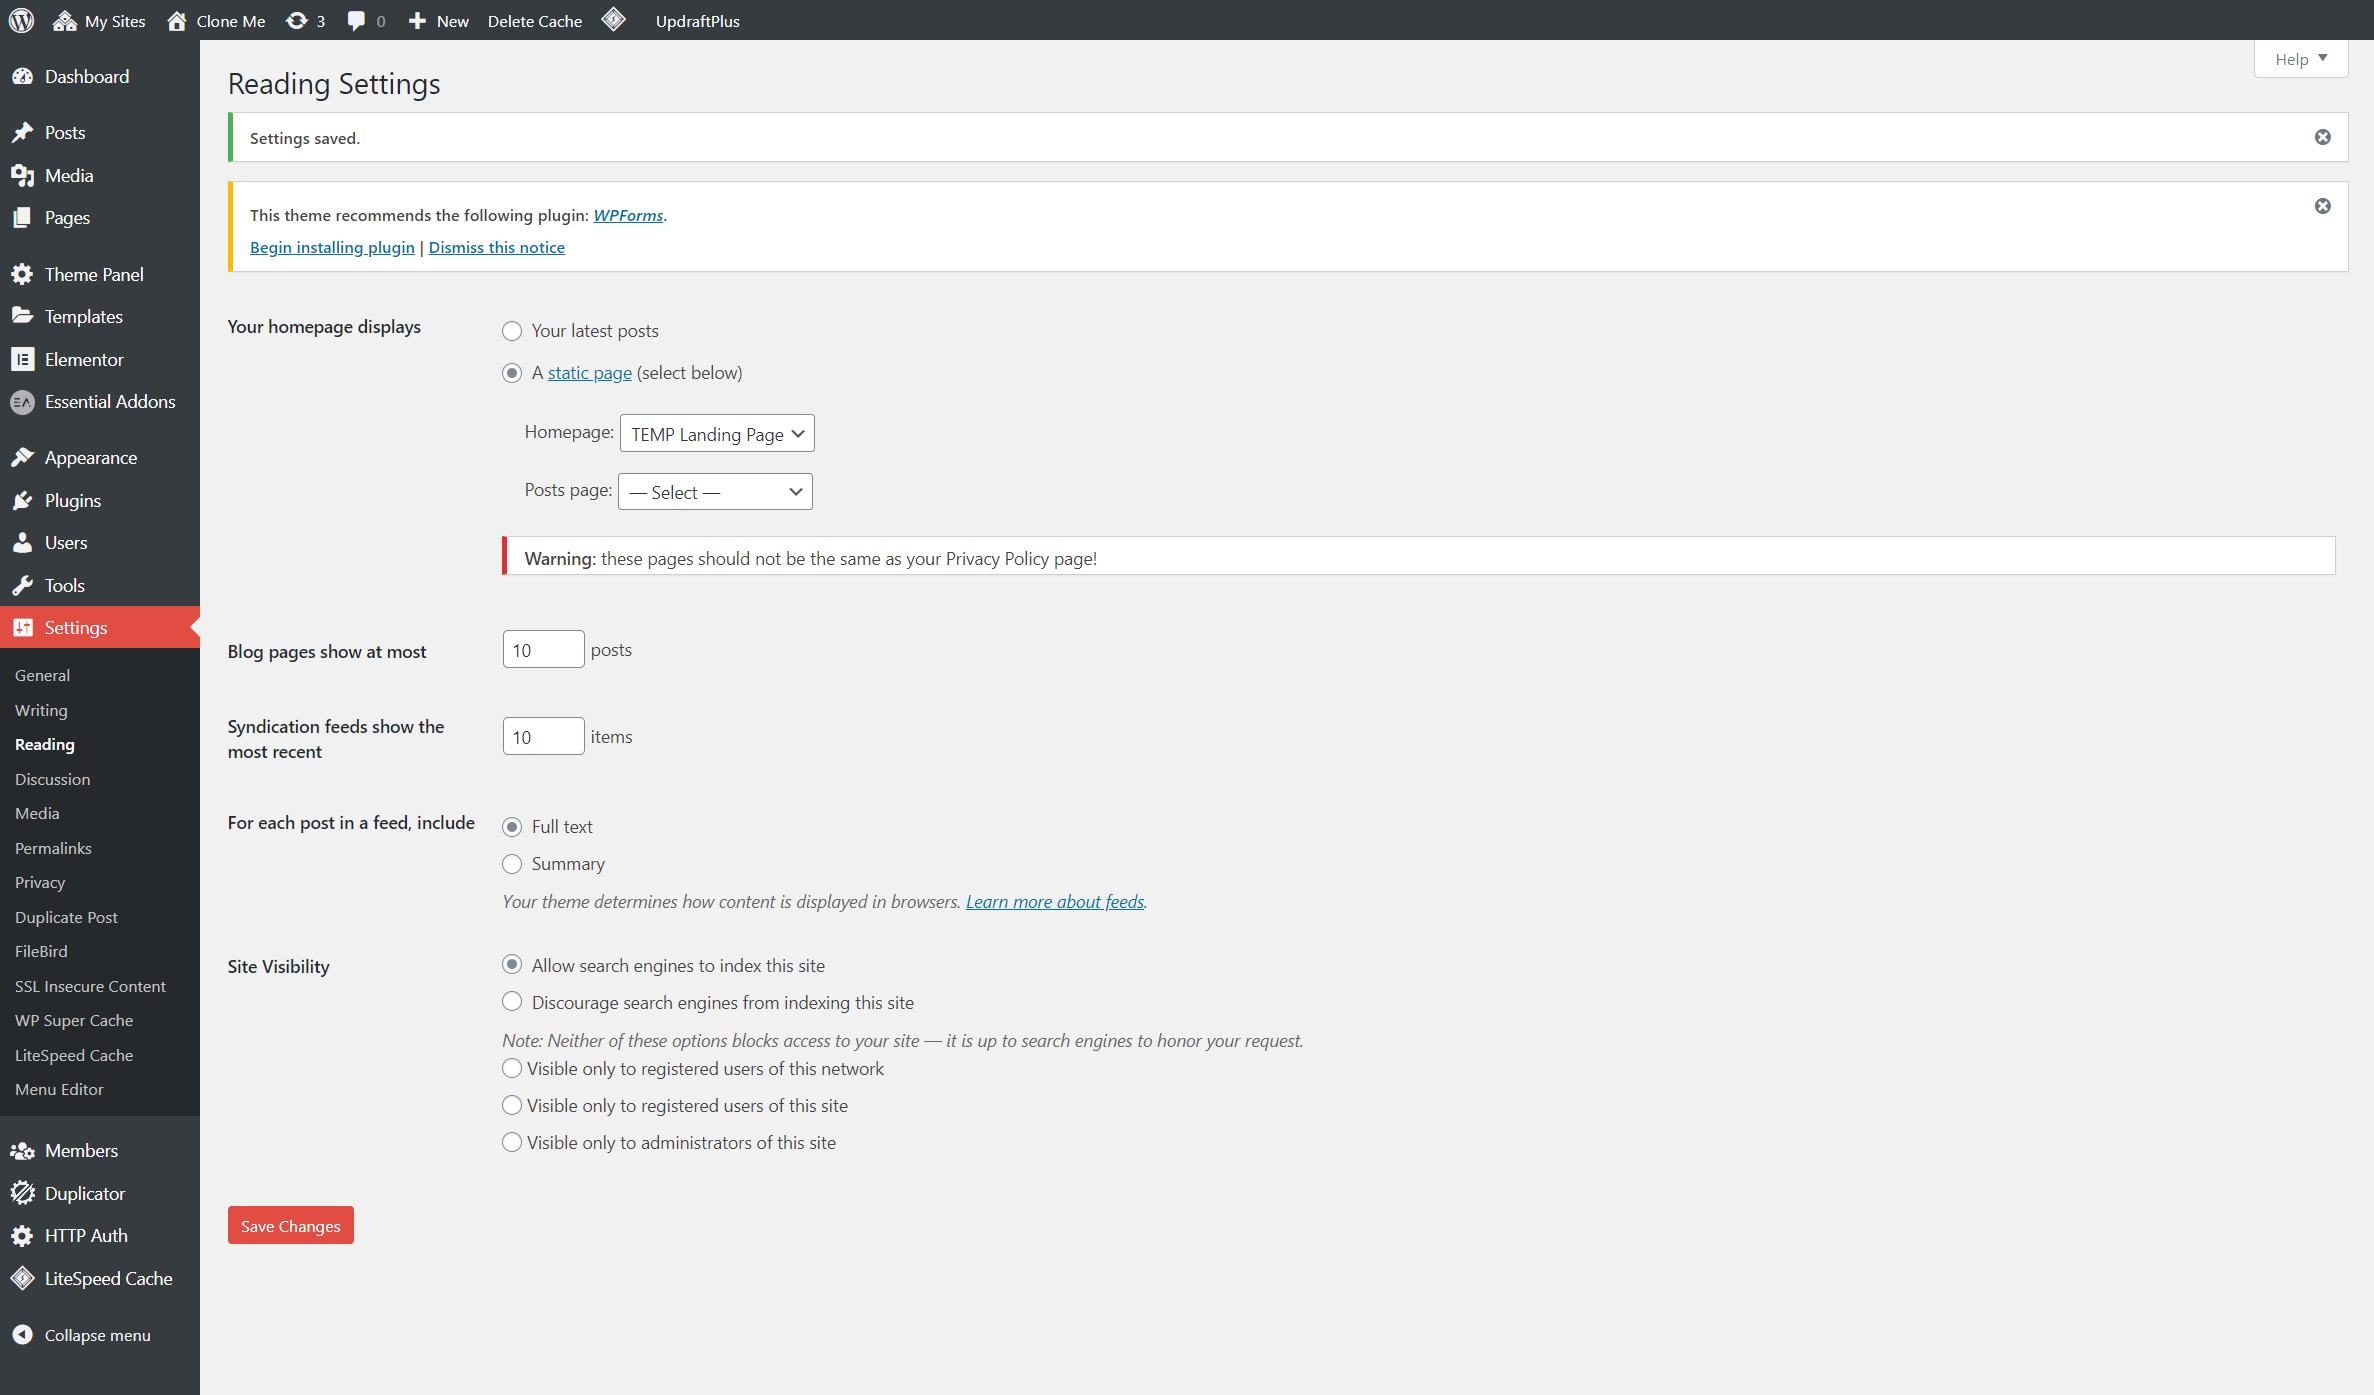 My Sites
Clone Me
3
0
New
Delete Cache
UpdraftPlus
Dashboard
Posts
Media
Pages
Theme Panel
Templates
Elementor
Essential Addons
Appearance
Plugins
Users
Tools
Settings
General
Writing
Reading
Discussion
Media
Permalinks
Privacy
Duplicate Post
FileBird
SSL Insecure Content
WP Super Cache
LiteSpeed Cache
Menu Editor
Members
Duplicator
HTTP Auth
LiteSpeed Cache
Collapse menu
Help
Reading Settings
Settings saved.
This theme recommends the following plugin: WPForms.
Begin installing plugin | Dismiss this notice
Your homepage displays
Your latest posts
A static page (select below)
Homepage: TEMP Landing Page
Posts page: — Select —
Warning: these pages should not be the same as your Privacy Policy page!
Blog pages show at most
10 posts
Syndication feeds show the
most recent
10 items
For each post in a feed, include
Full text
Summary
Your theme determines how content is displayed in browsers. Learn more about feeds.
Site Visibility
Allow search engines to index this site
Discourage search engines from indexing this site
Note: Neither of these options blocks access to your site — it is up to search engines to honor your request.
Visible only to registered users of this network
Visible only to registered users of this site
Visible only to administrators of this site
Save Changes